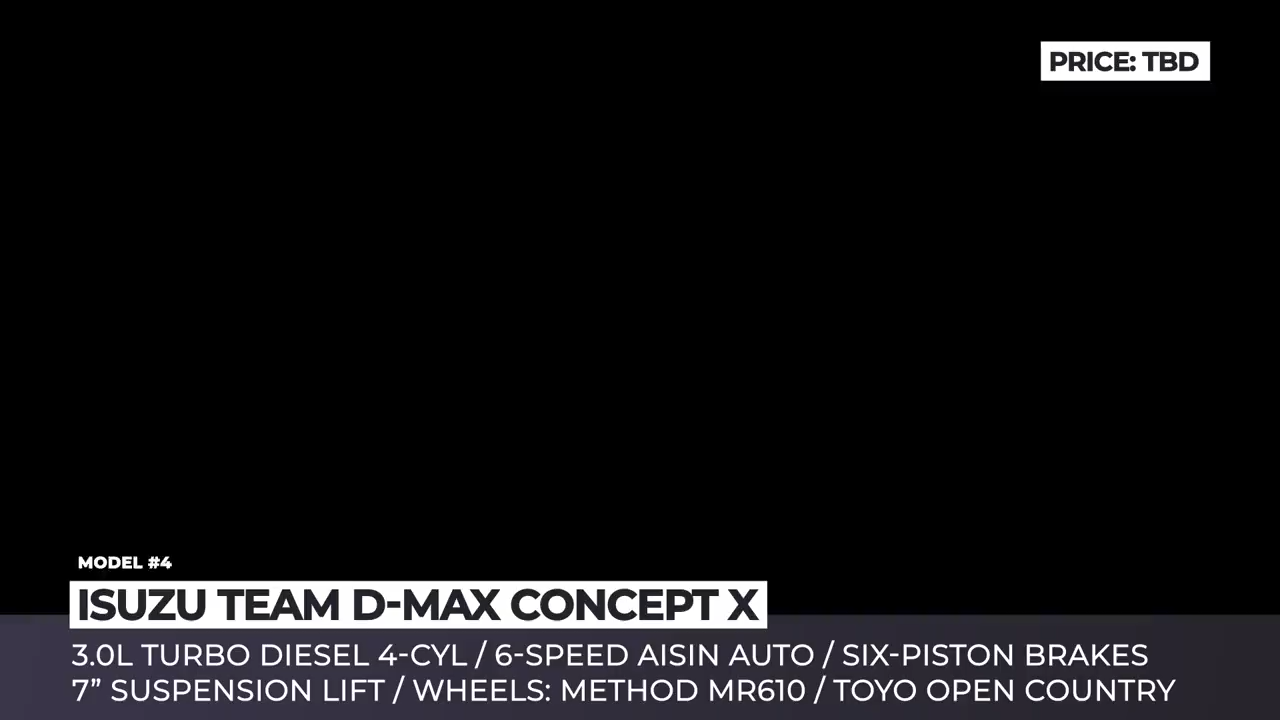 PRICE: TBD
MODEL #4
ISUZU TEAM D-MAX CONCEPT X
3.0L TURBO DIESEL 4-CYL / 6-SPEED AISIN AUTO / SIX-PISTON BRAKES
7” SUSPENSION LIFT / WHEELS: METHOD MR610 / TOYO OPEN COUNTRY